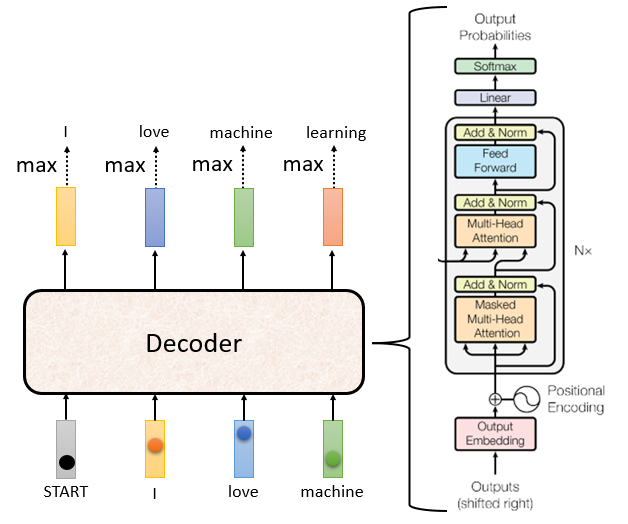 I
love
machine
learning
max
max
max
max
Decoder
START
I
love
machine
Output
Probabilities
Softmax
Linear
Add & Norm
Feed
Forward
Add & Norm
Multi-Head
Attention
N×
Add & Norm
Masked
Multi-Head
Attention
Positional
Encoding
Output
Embedding
Outputs
(shifted right)